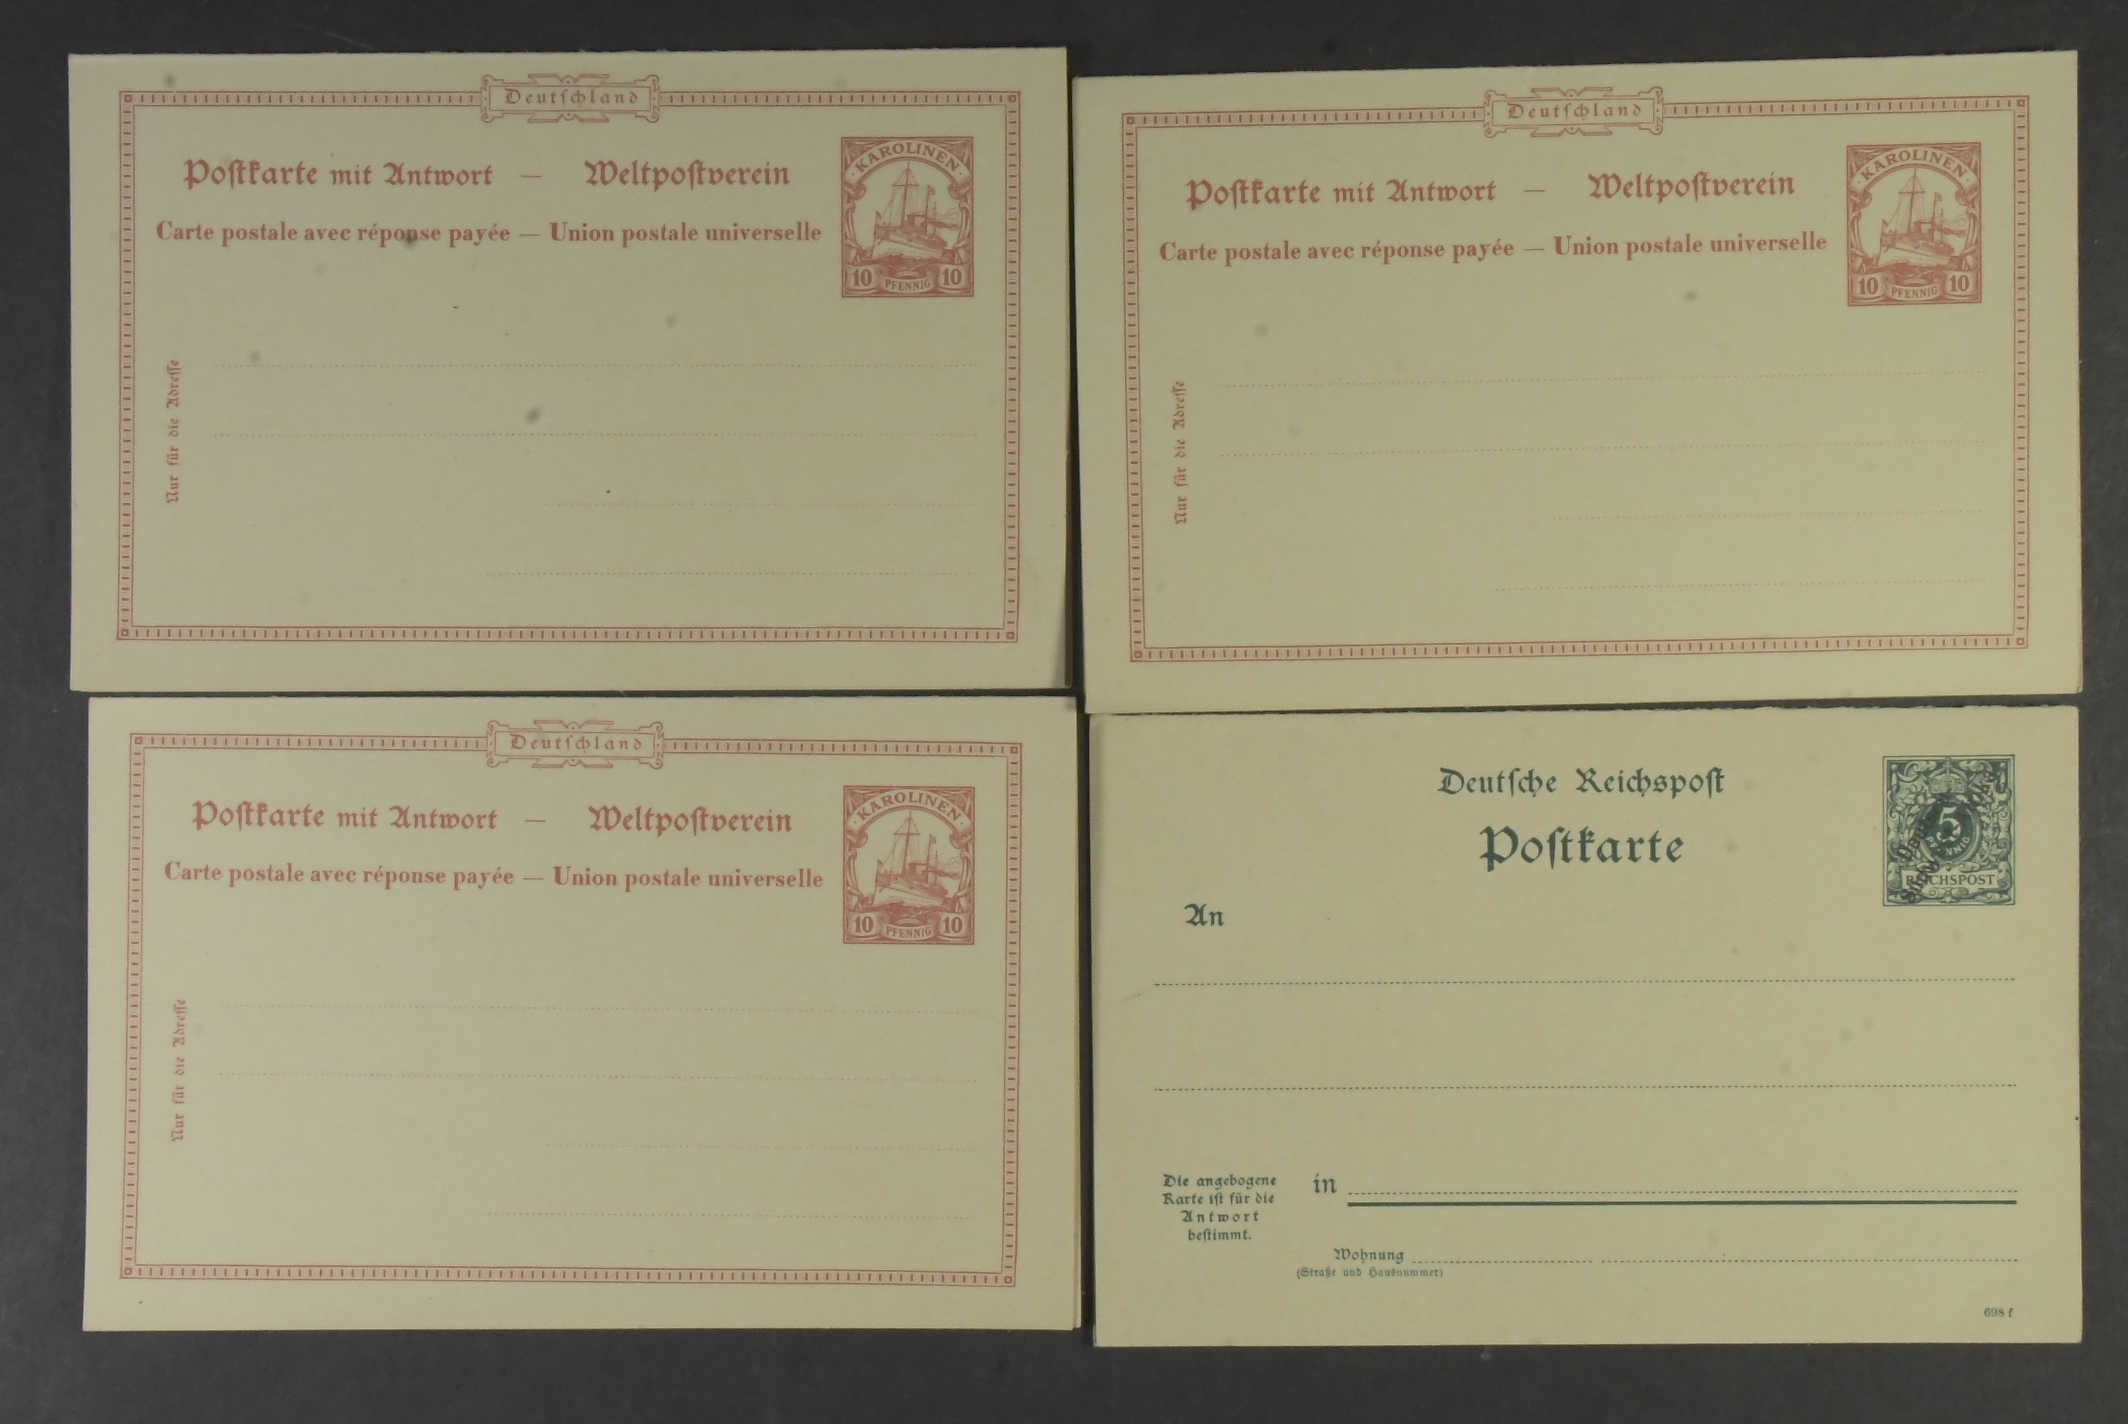 Deutſchland
Poſtkarte mit Antwort — Weltpoſtverein
Carte postale avec réponse payée — Union postale universelle
KAROLINEN
10 PFENNIG 10
Nur für die Adreſſe
Deutſchland
Poſtkarte mit Antwort — Weltpoſtverein
Carte postale avec réponse payée — Union postale universelle
KAROLINEN
10 PFENNIG 10
Nur für die Adreſſe
Deutſchland
Poſtkarte mit Antwort — Weltpoſtverein
Carte postale avec réponse payée — Union postale universelle
KAROLINEN
10 PFENNIG 10
Nur für die Adreſſe
Deutſche Reichspoſt
Poſtkarte
5
REICHSPOST
An
Die angebogene
Karte iſt für die
Antwort
beſtimmt.
in
Wohnung
(Straße und Hausnummer)
698 f